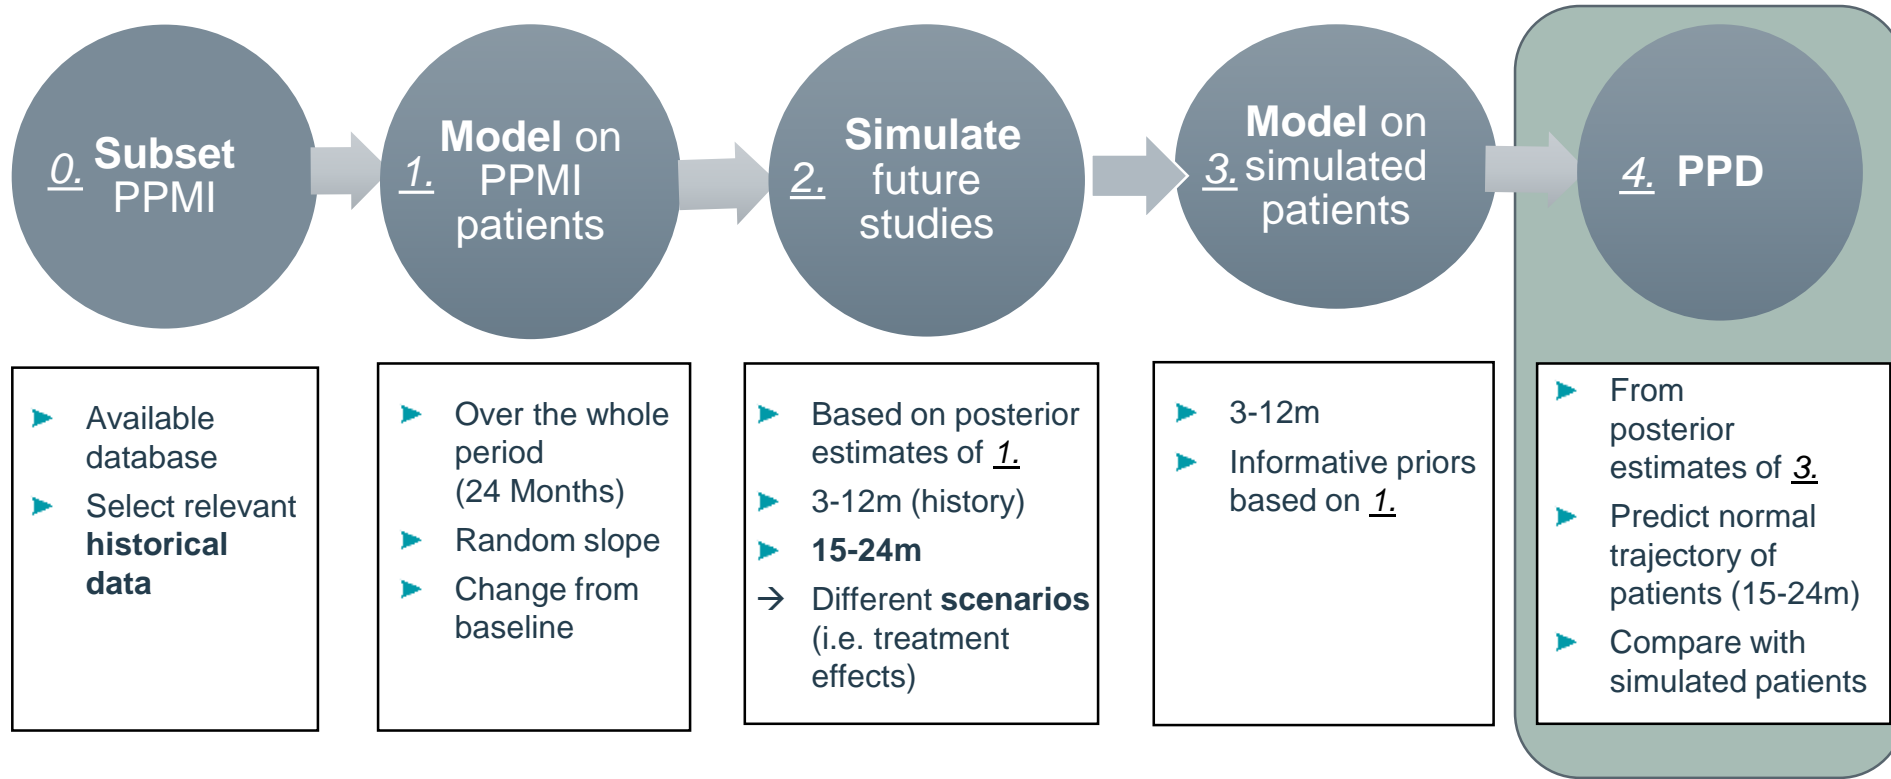 0. Subset
PPMI
1. Model on
PPMI
patients
2. Simulate
future
studies
3. Model on
simulated
patients
4. PPD
► Available
database
► Select relevant
historical
data
► Over the whole
period
(24 Months)
► Random slope
► Change from
baseline
► Based on posterior
estimates of 1.
► 3-12m (history)
► 15-24m
→ Different scenarios
(i.e. treatment
effects)
► 3-12m
► Informative priors
based on 1.
► From
posterior
estimates of 3.
► Predict normal
trajectory of
patients (15-24m)
► Compare with
simulated patients